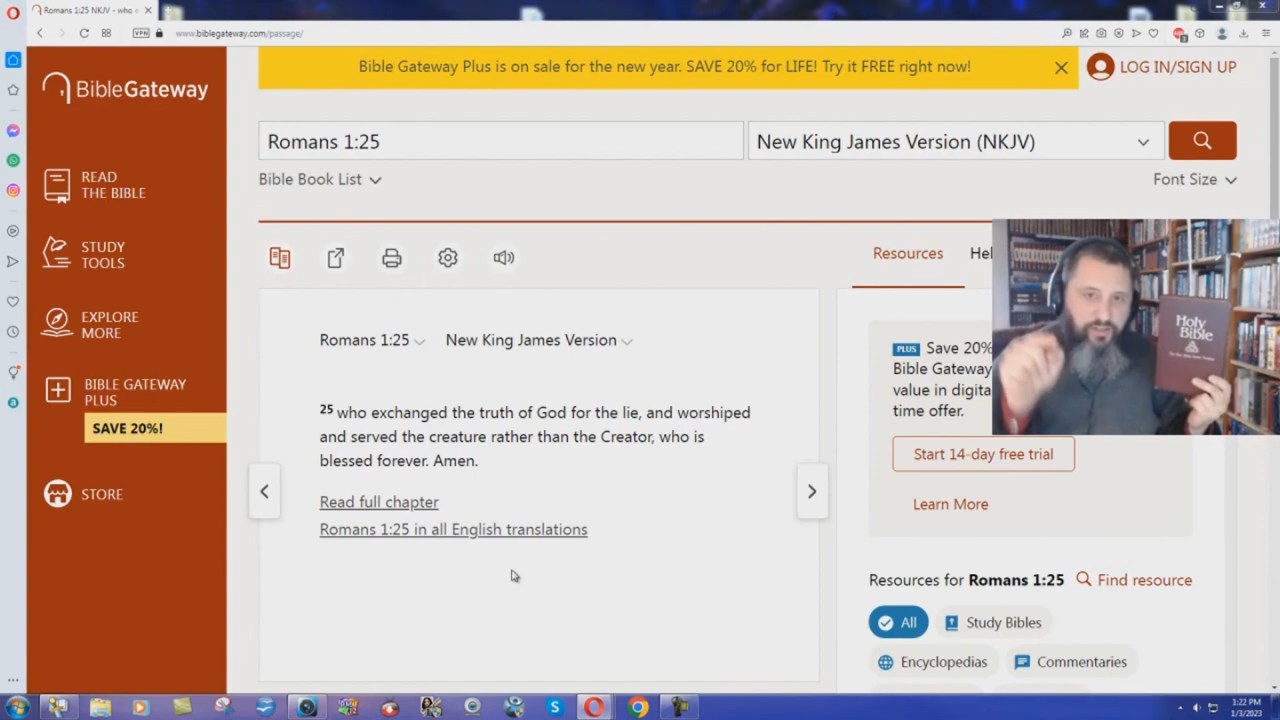 Romans 1:25 NKJV - who e
VPN
www.biblegateway.com/passage/
Bible Gateway Plus is on sale for the new year. SAVE 20% for LIFE! Try it FREE right now!
LOG IN/SIGN UP
BibleGateway
Romans 1:25
New King James Version (NKJV)
Bible Book List
Font Size
READ
THE BIBLE
STUDY
TOOLS
EXPLORE
MORE
BIBLE GATEWAY
PLUS
SAVE 20%!
STORE
Resources
Hel
Romans 1:25
New King James Version
25 who exchanged the truth of God for the lie, and worshiped
and served the creature rather than the Creator, who is
blessed forever. Amen.
Read full chapter
Romans 1:25 in all English translations
PLUS Save 20%
Bible Gateway
value in digita
time offer.
Start 14-day free trial
Learn More
Holy
Bible
Resources for Romans 1:25
Find resource
All
Study Bibles
Encyclopedias
Commentaries
1:22 PM
1/3/2023